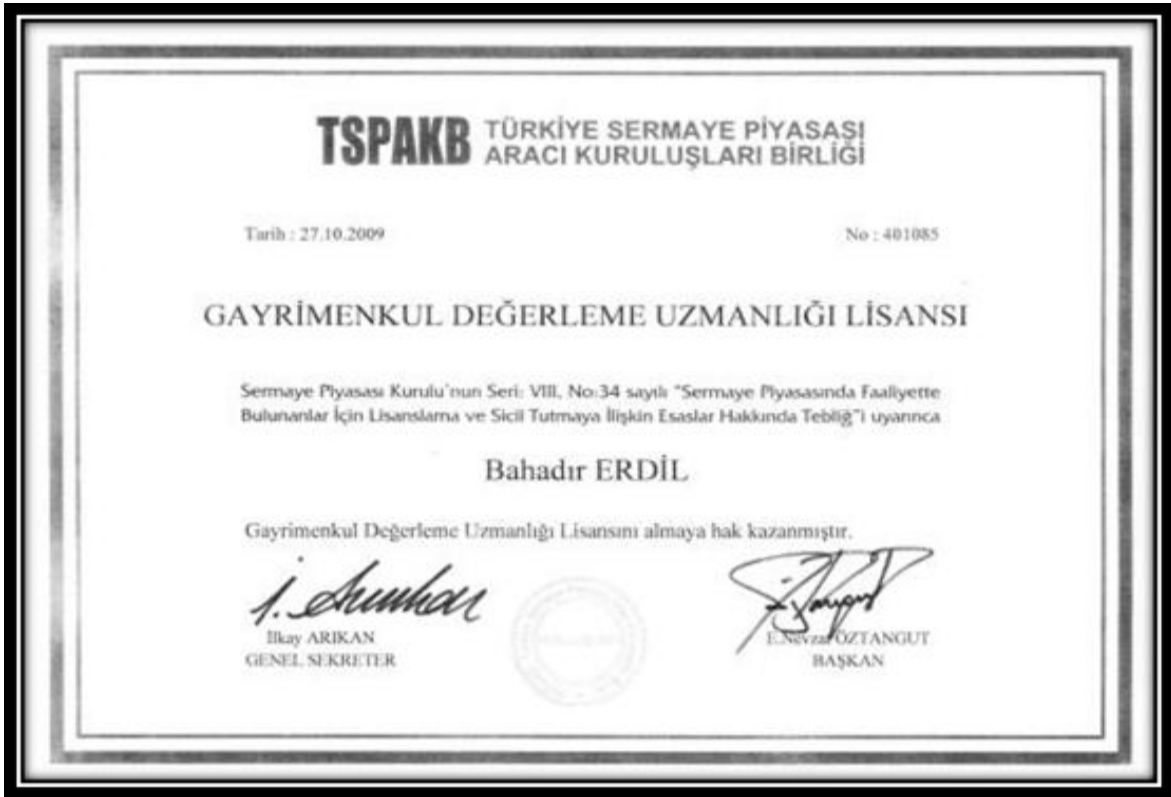 TSPAKB TÜRKİYE SERMAYE PİYASASI
ARACI KURULUŞLARI BİRLİĞİ
Tarih : 27.10.2009
No : 401085
GAYRİMENKUL DEĞERLEME UZMANLIĞI LİSANSI
Sermaye Piyasası Kurulu'nun Seri: VIII, No:34 sayılı "Sermaye Piyasasında Faaliyette
Bulunanlar İçin Lisanslama ve Sicil Tutmaya İlişkin Esaslar Hakkında Tebliğ"i uyarınca
Bahadır ERDİL
Gayrimenkul Değerleme Uzmanlığı Lisansını almaya hak kazanmıştır.
İlkay ARIKAN
GENEL SEKRETER
E.Nevzat ÖZTANGUT
BAŞKAN